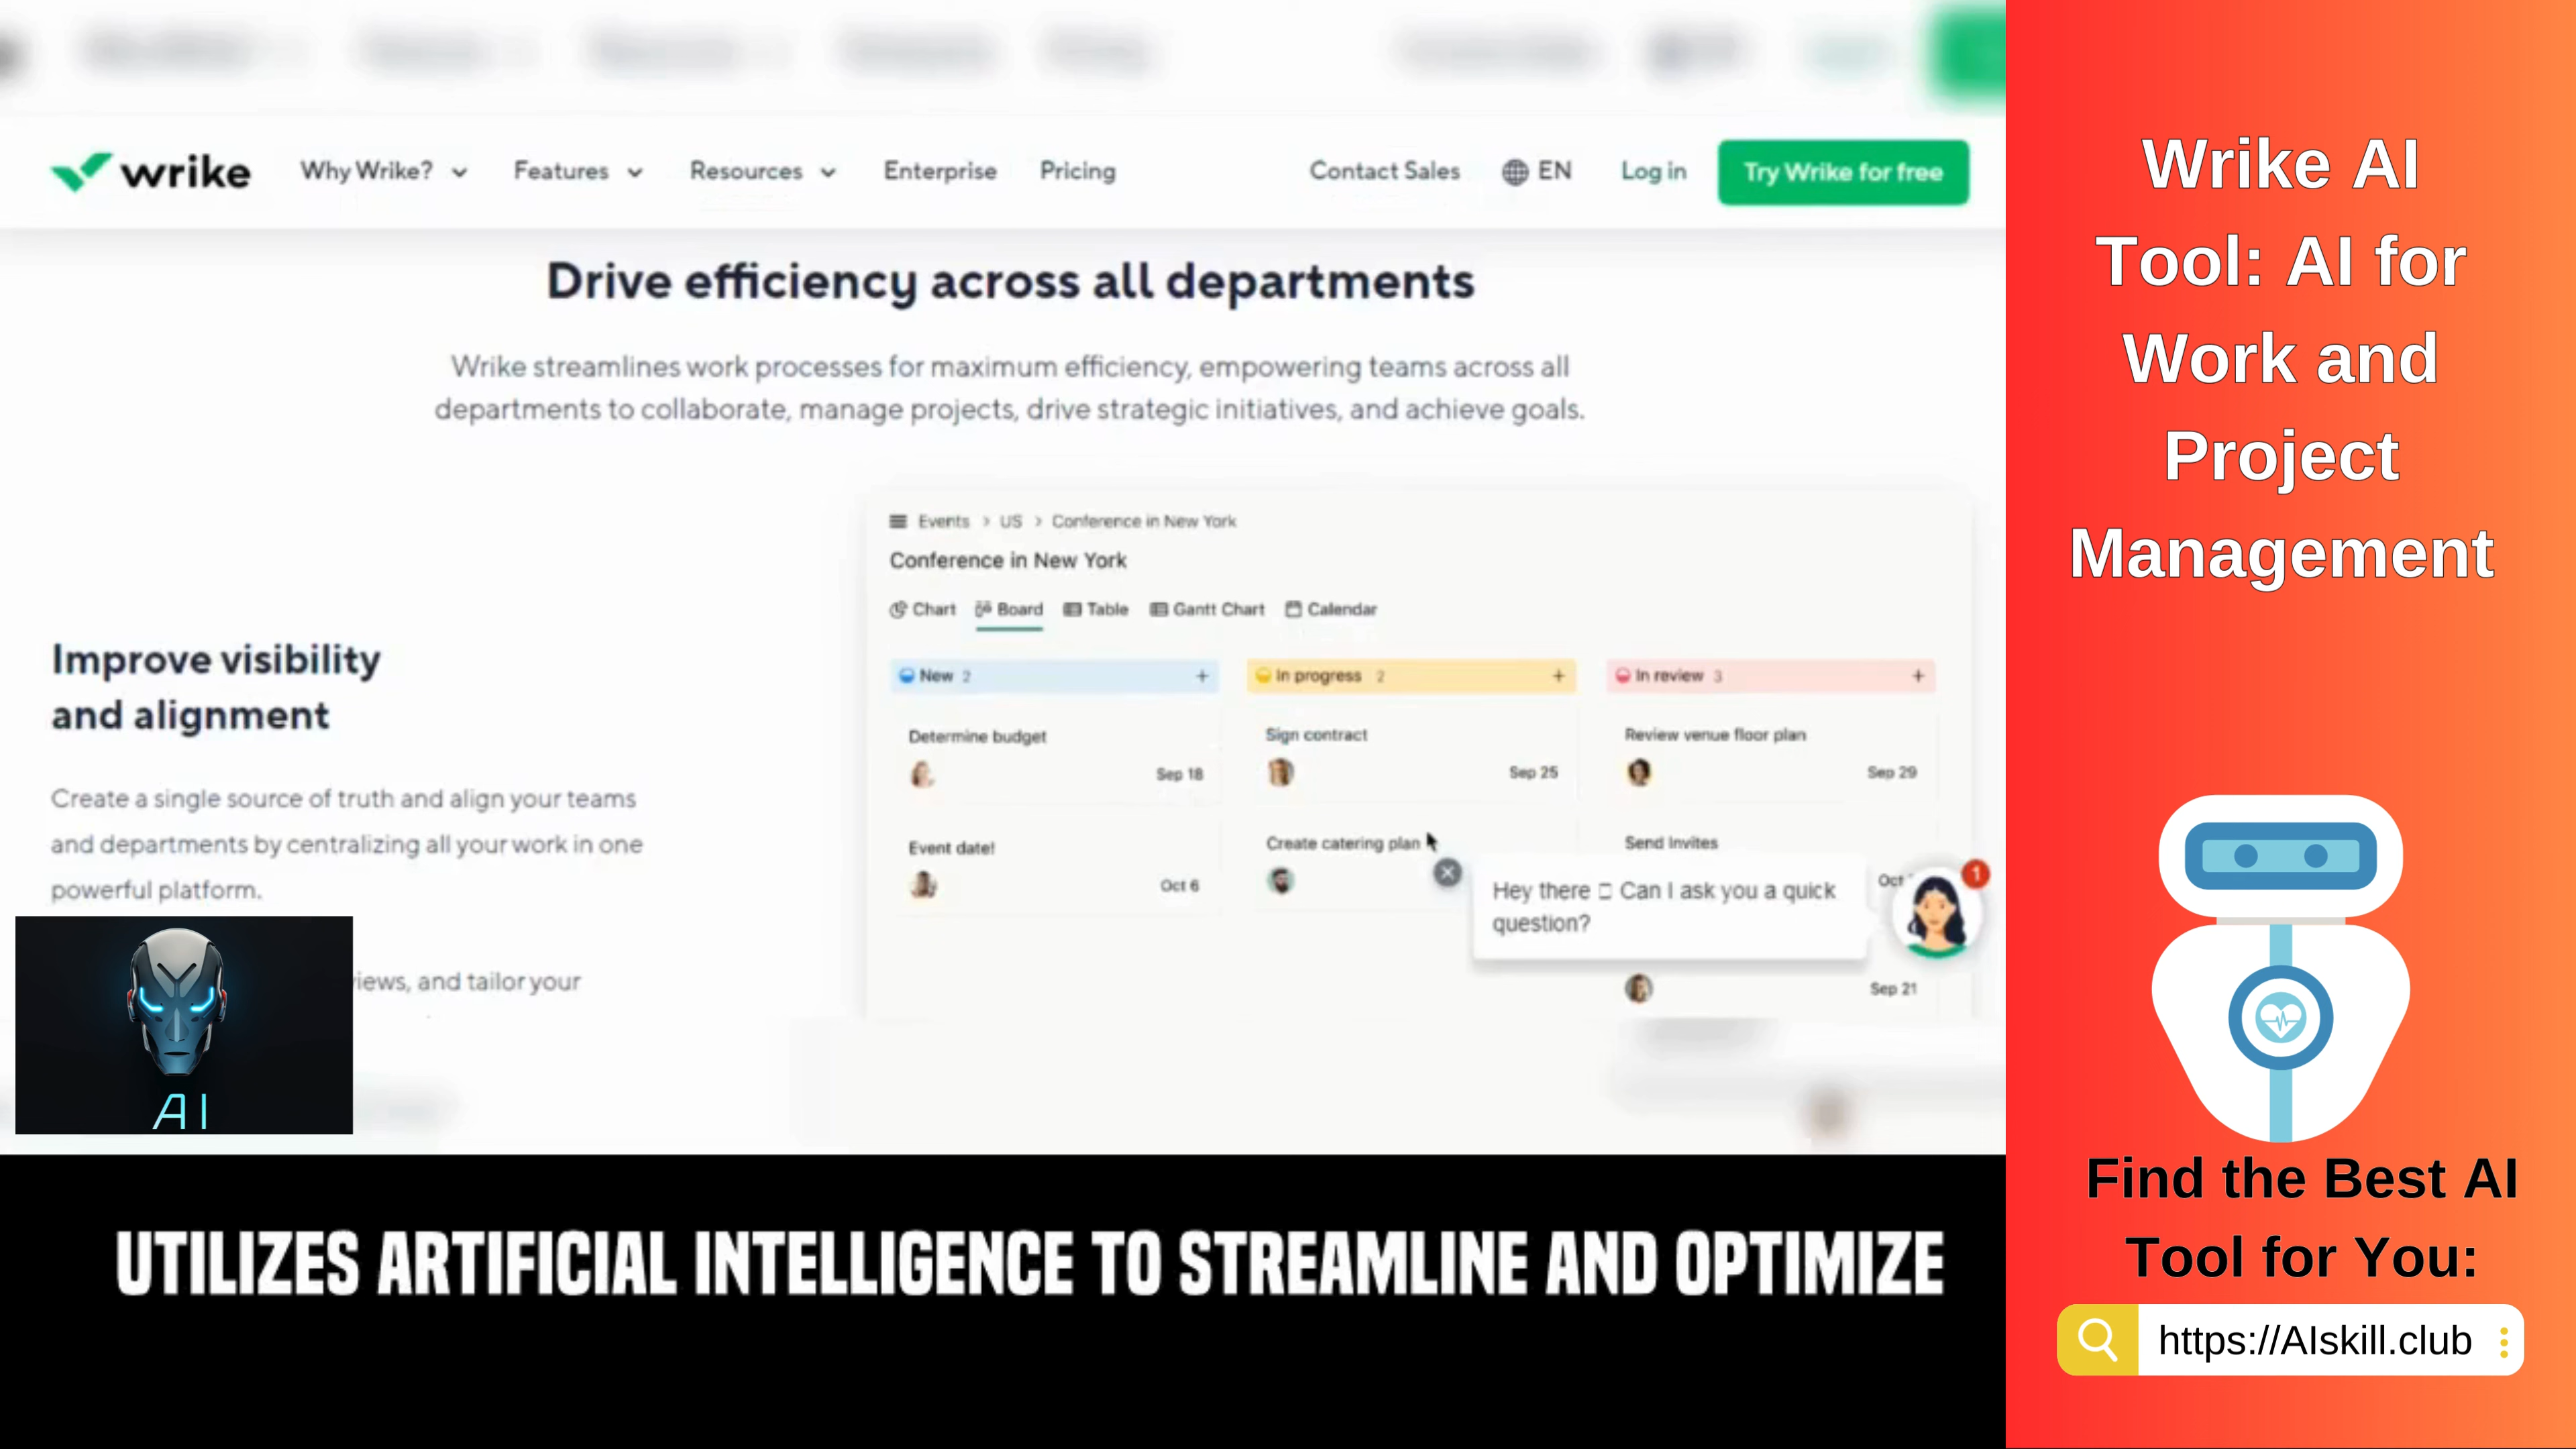 wrike Why Wrike? Features Resources Enterprise Pricing Contact Sales EN Log in Try Wrike for free
Drive efficiency across all departments
Wrike streamlines work processes for maximum efficiency, empowering teams across all
departments to collaborate, manage projects, drive strategic initiatives, and achieve goals.
Improve visibility
and alignment
Create a single source of truth and align your teams
and departments by centralizing all your work in one
powerful platform.
iews, and tailor your
AI
Events > US > Conference in New York
Conference in New York
Chart Board Table Gantt Chart Calendar
New 2 +
Determine budget
Sep 18
Event date!
Oct 6
In progress 2 +
Sign contract
Sep 25
Create catering plan
In review 3 +
Review venue floor plan
Sep 29
Send Invites
Oct
Sep 21
Hey there □ Can I ask you a quick
question?
1
UTILIZES ARTIFICIAL INTELLIGENCE TO STREAMLINE AND OPTIMIZE
Wrike AI
Tool: AI for
Work and
Project
Management
Find the Best AI
Tool for You:
https://AIskill.club